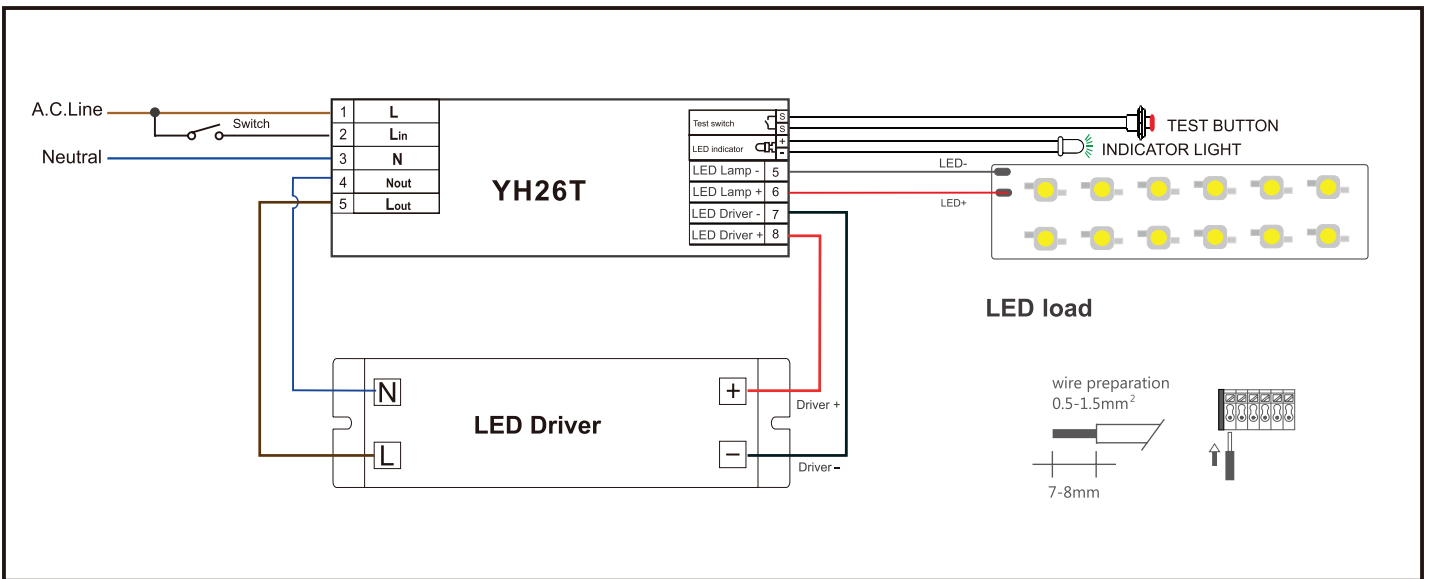 A.C.Line
Switch
Neutral
1 L
2 Lin
3 N
4 Nout
5 Lout
YH26T
Test switch S
S
LED indicator +
-
LED Lamp - 5
LED Lamp + 6
LED Driver - 7
LED Driver + 8
TEST BUTTON
INDICATOR LIGHT
LED-
LED+
LED load
N
L
LED Driver
+
−
Driver +
Driver −
wire preparation
0.5-1.5mm²
7-8mm